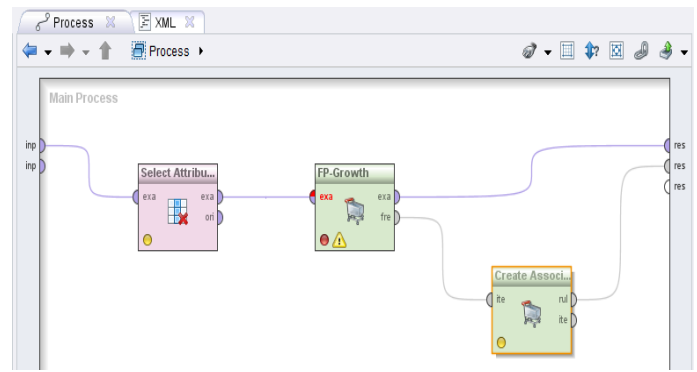 Process XML
Process
Main Process
inp
inp
res
res
res
Select Attribu...
exa exa
ori
FP-Growth
exa exa
fre
Create Associ...
ite rul
ite